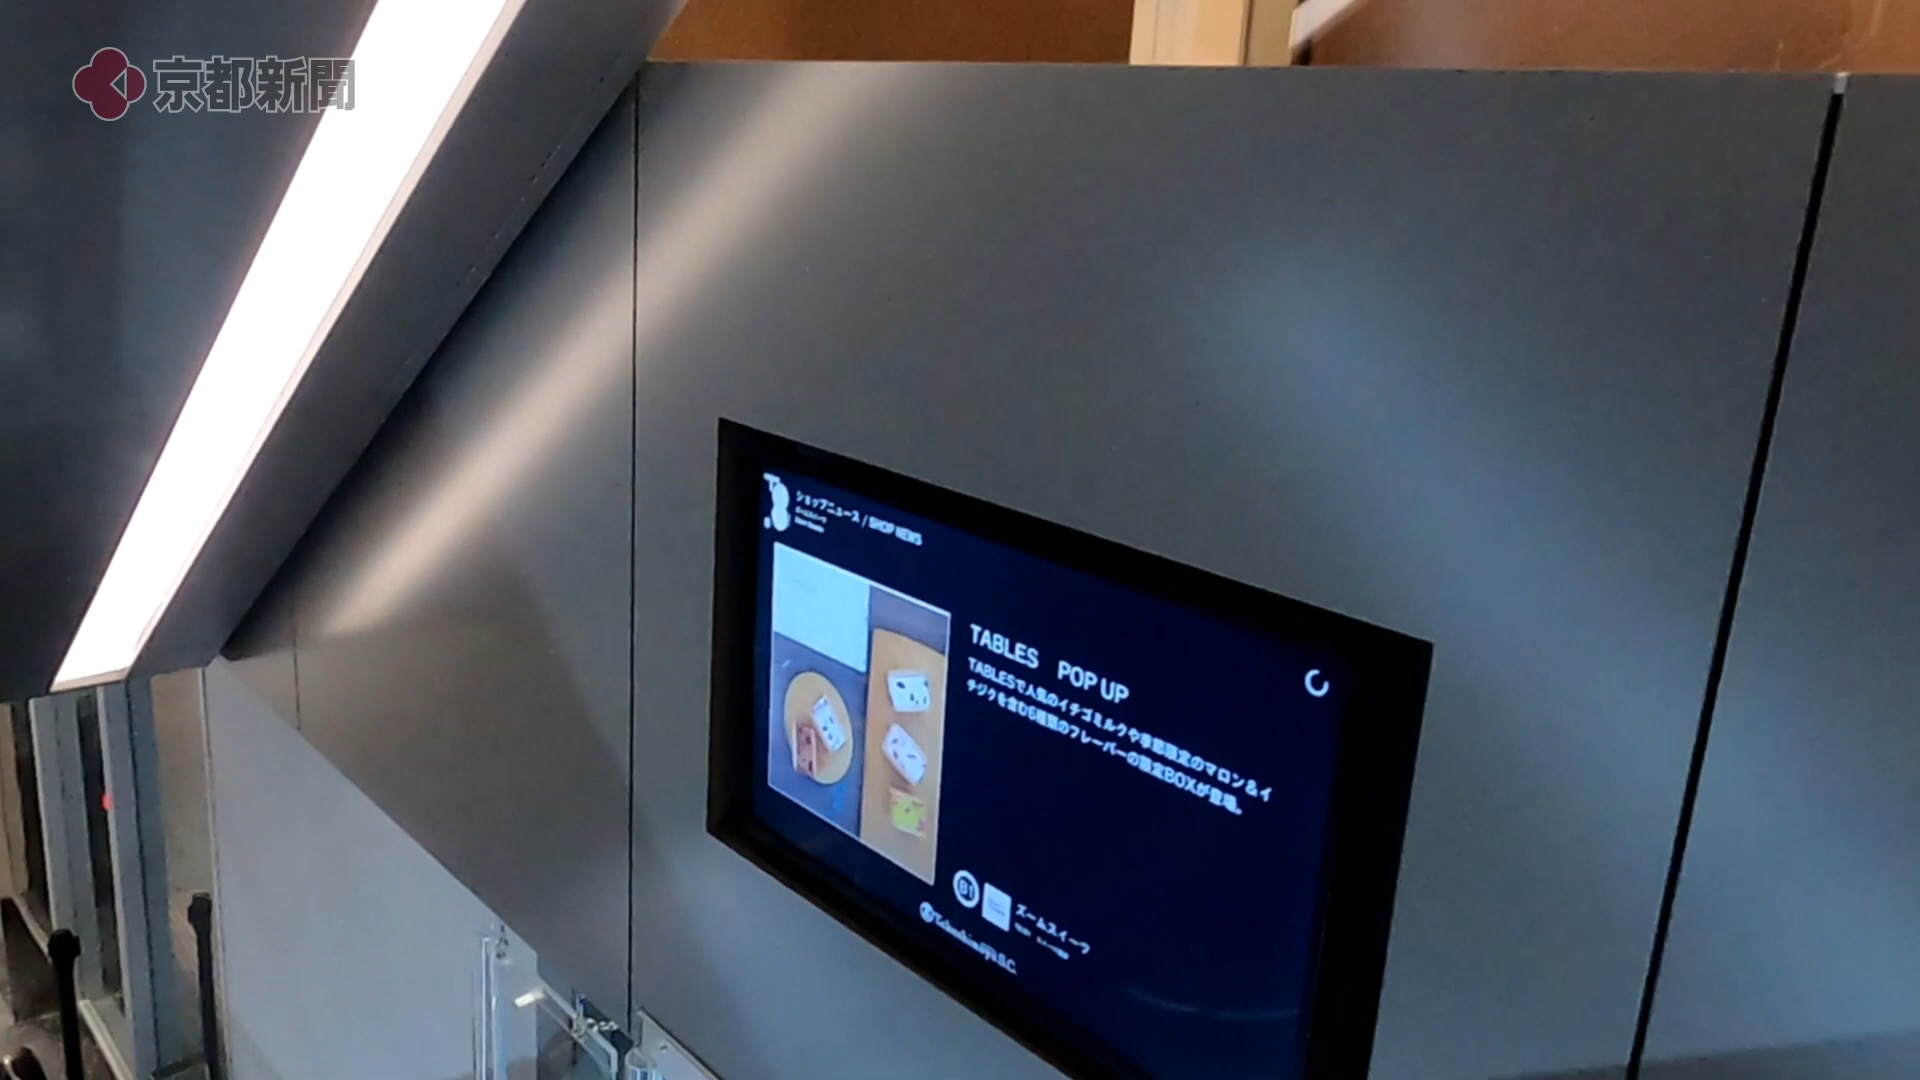 京都新聞
T8
ショップニュース / SHOP NEWS
TABLES POP UP
TABLESで人気のイチゴミルクや季節限定のマロン&イ
チジクを含む6種類のフレーバーの限定BOXが登場。
B1
ズームスイーツ
Takashimaya S.C.